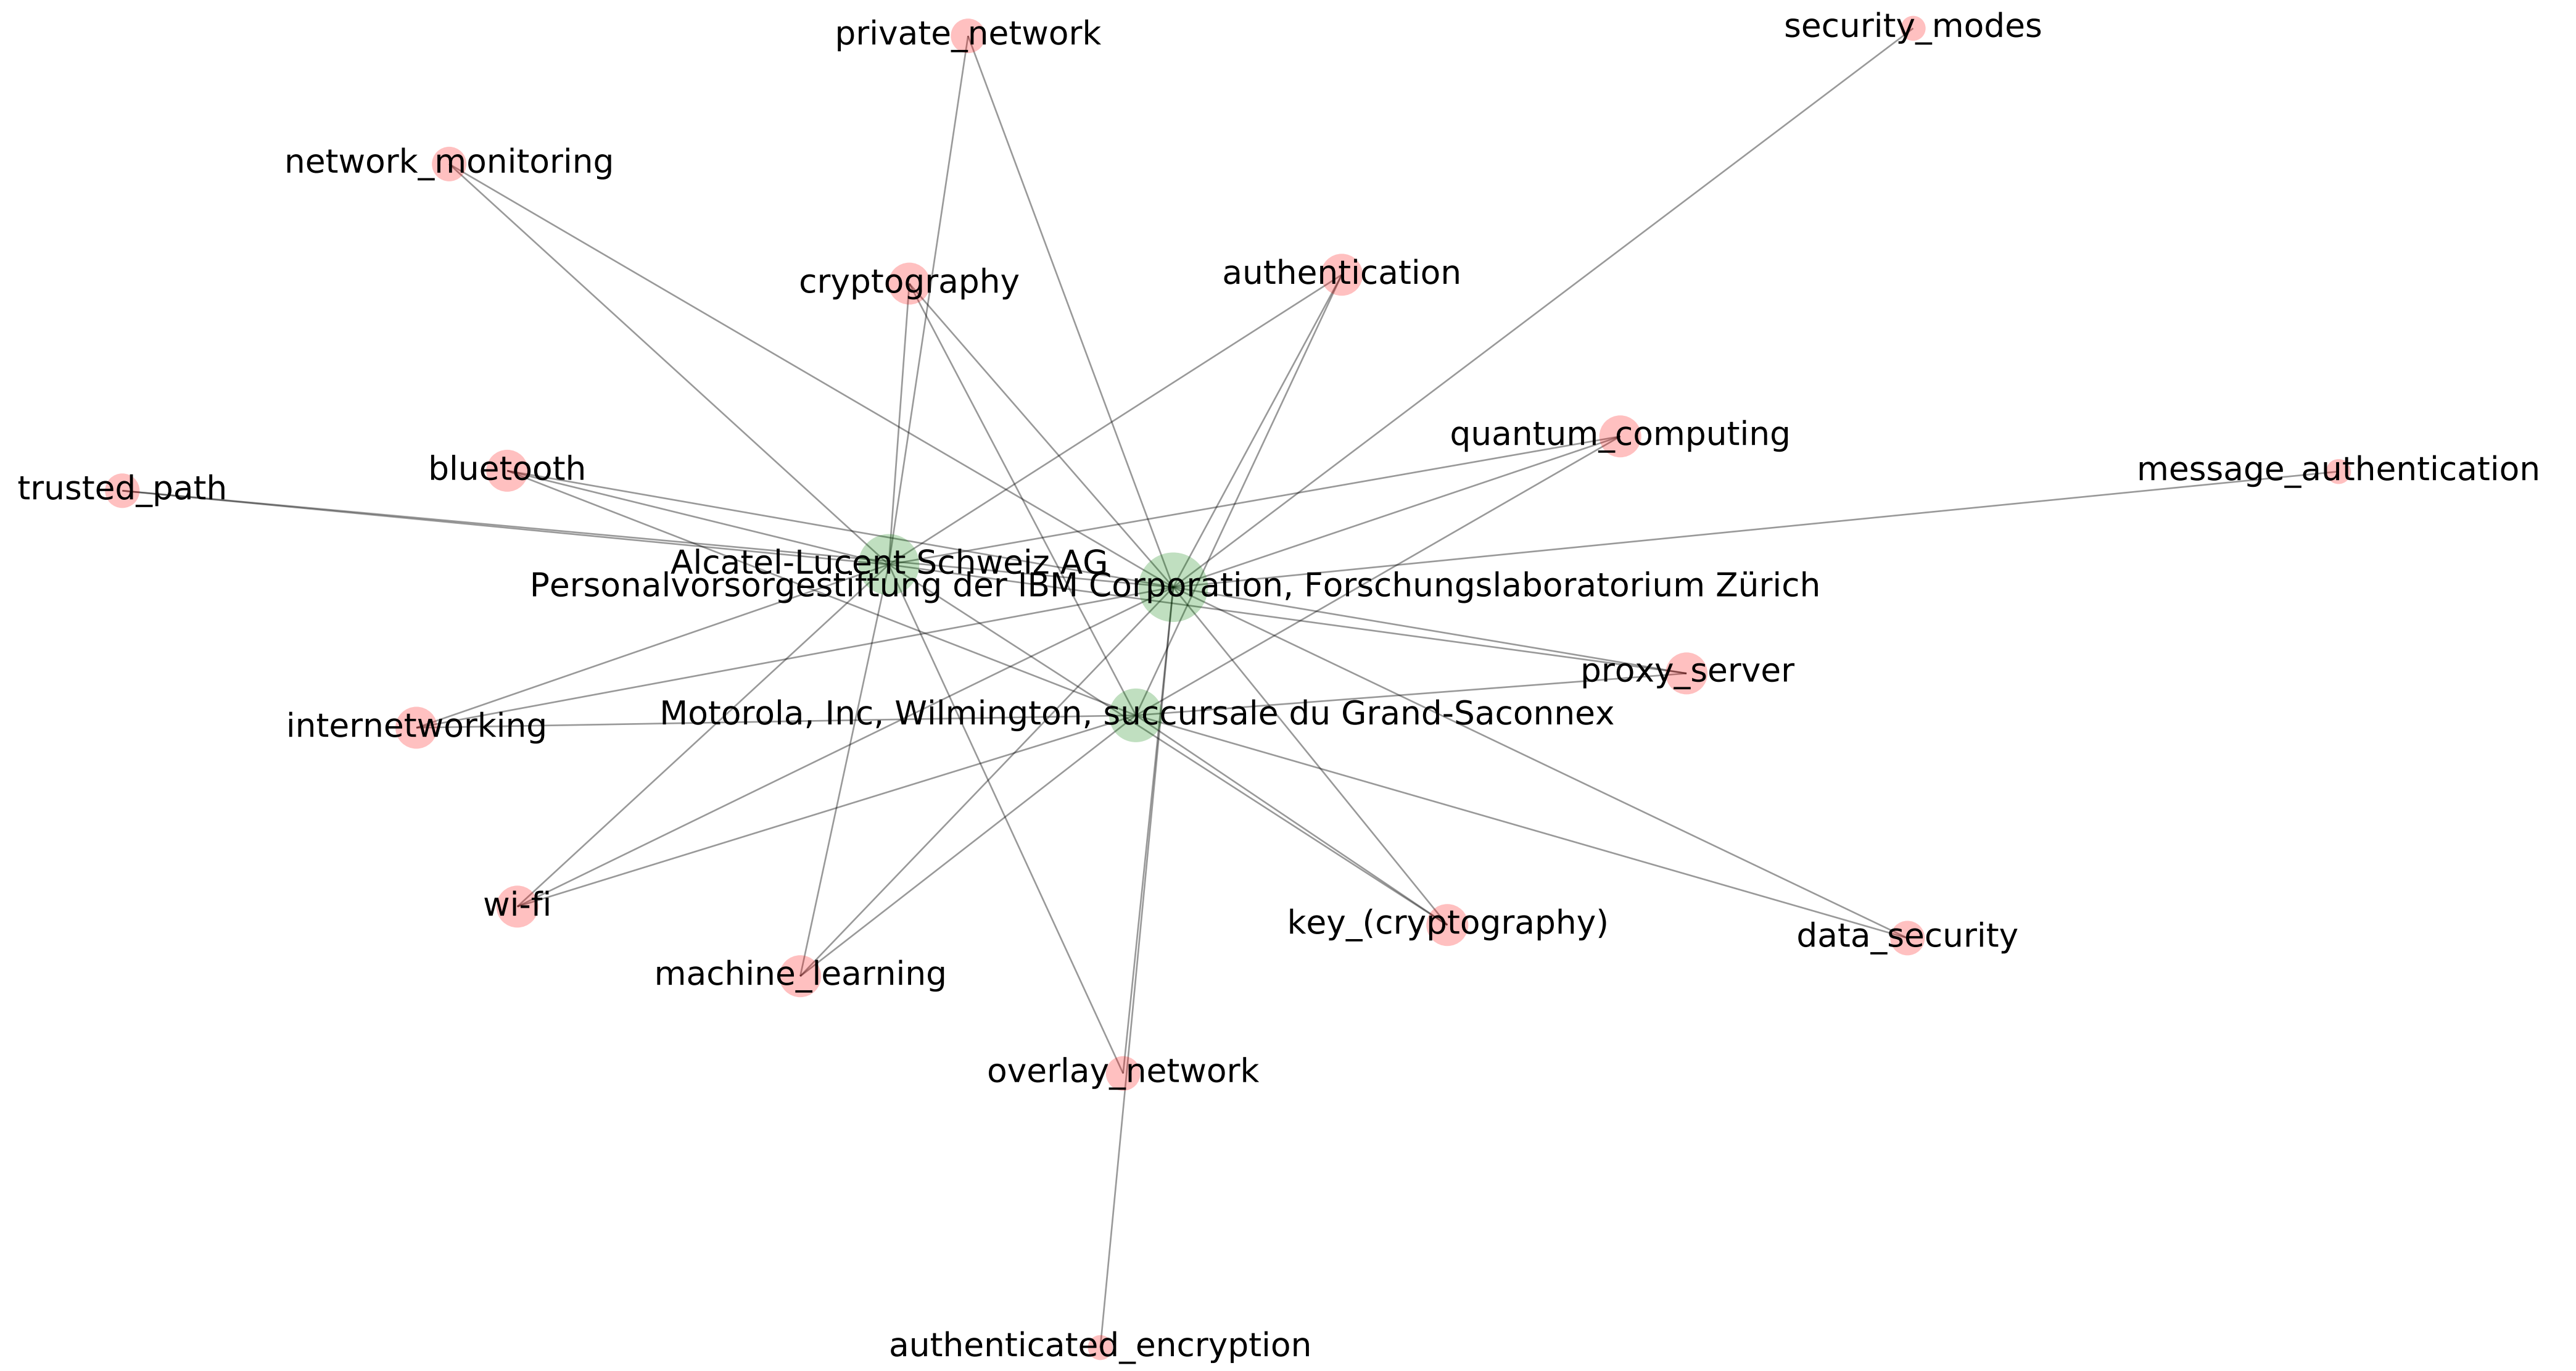 security_modes
private_network
network_monitoring
authentication
cryptography
quantum_computing
bluetooth
message_authentication
trusted_path
Alcatel-Lucent Schweiz AG
Personalvorsorgestiftung der IBM Corporation, Forschungslaboratorium Zürich
proxy_server
Motorola, Inc, Wilmington, succursale du Grand-Saconnex
internetworking
wi-fi
key_(cryptography)
data_security
machine_learning
overlay_network
authenticated_encryption